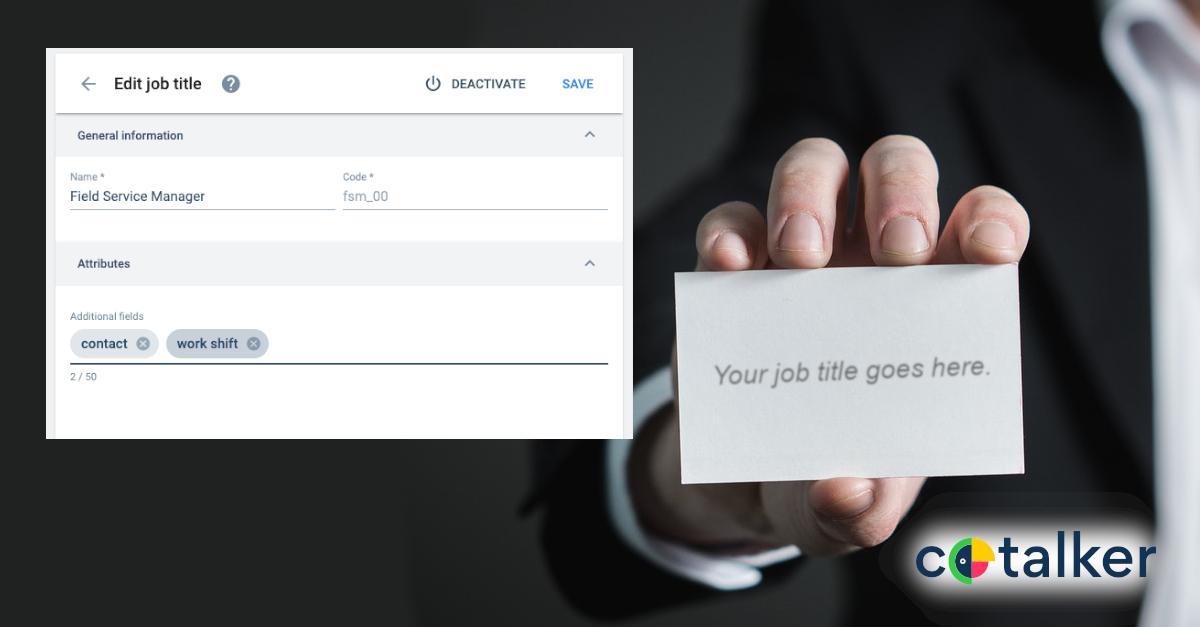 Edit job title
DEACTIVATE
SAVE
General information
Name *
Code *
Field Service Manager
fsm_00
Attributes
Additional fields
contact
work shift
2 / 50
Your job title goes here.
cotalker